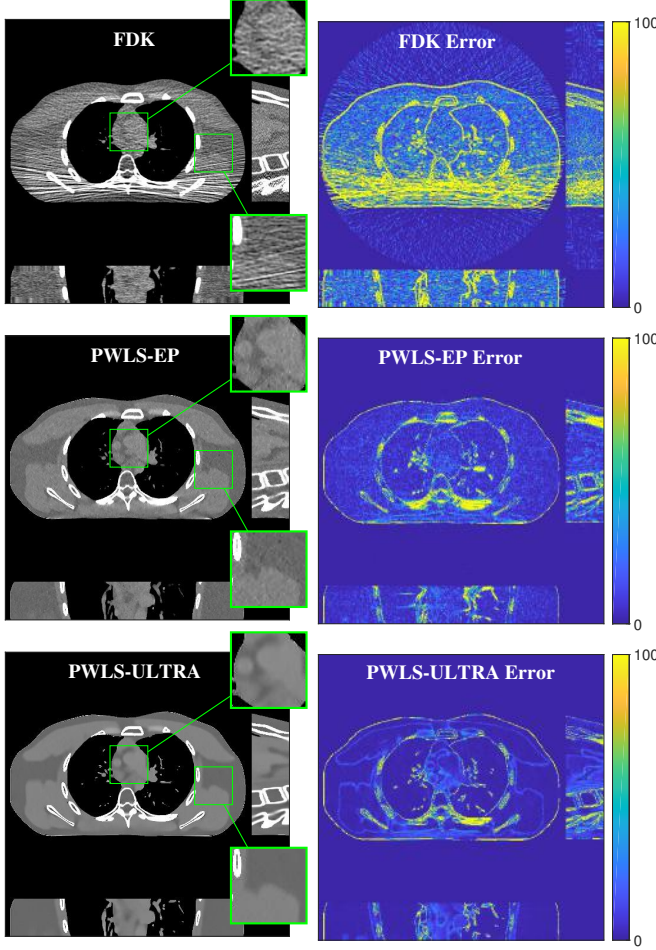 FDK
FDK Error
100
0
PWLS-EP
PWLS-EP Error
100
0
PWLS-ULTRA
PWLS-ULTRA Error
100
0